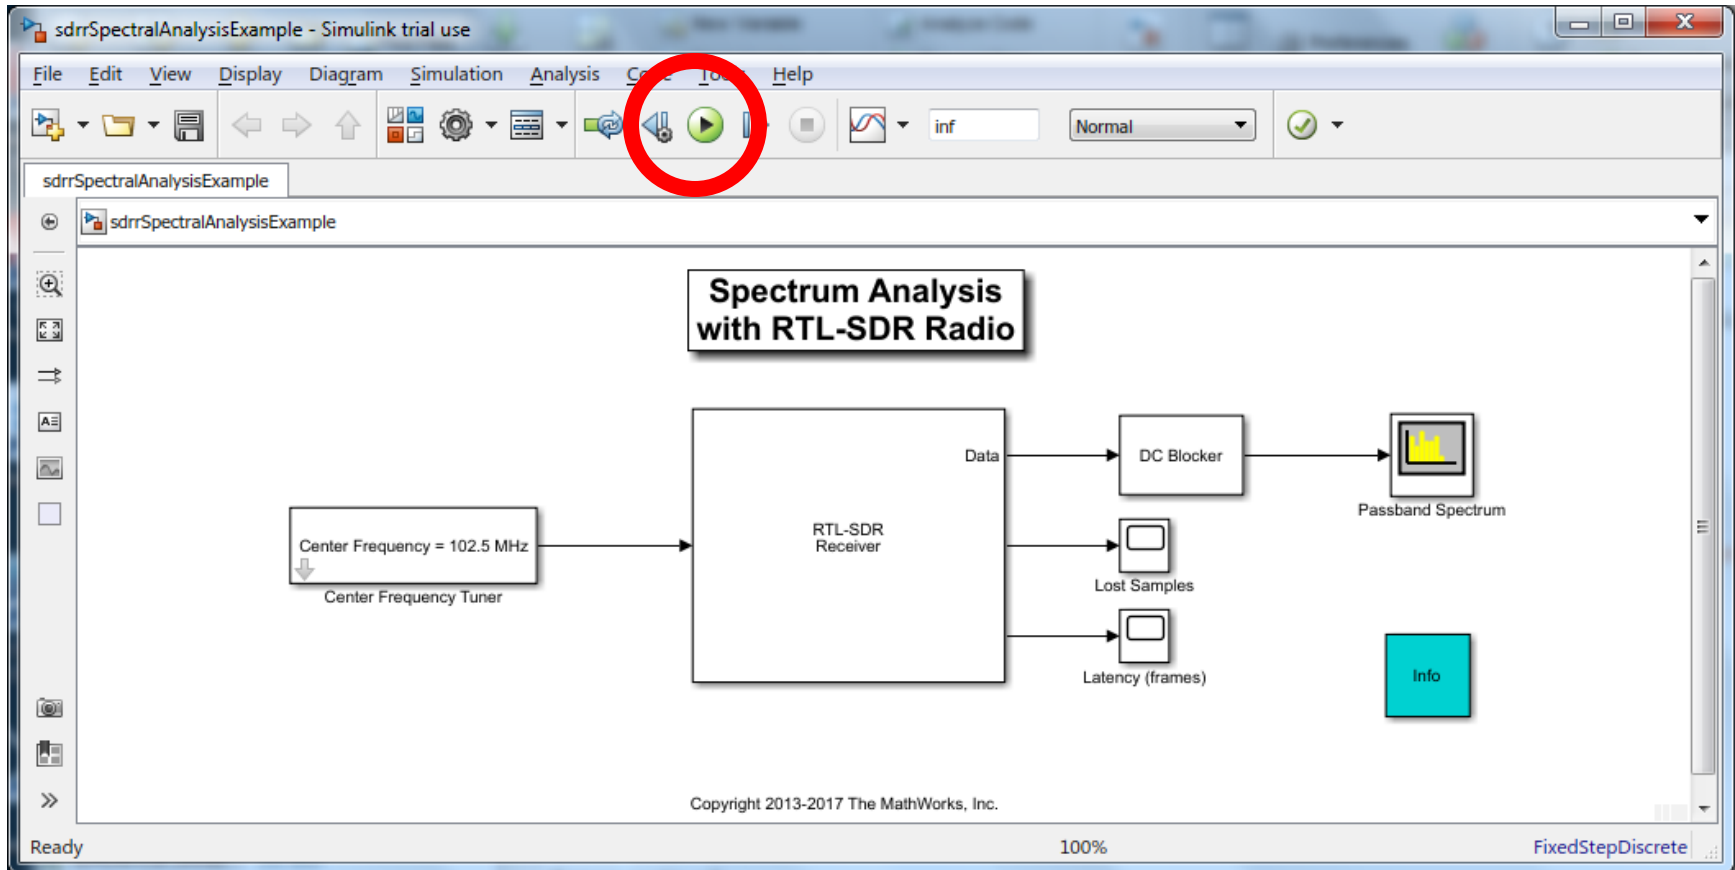 sdrrSpectralAnalysisExample - Simulink trial use
File Edit View Display Diagram Simulation Analysis Help
inf
Normal
sdrrSpectralAnalysisExample
sdrrSpectralAnalysisExample
Spectrum Analysis
with RTL-SDR Radio
Data
DC Blocker
Passband Spectrum
RTL-SDR
Receiver
Center Frequency = 102.5 MHz
Center Frequency Tuner
Lost Samples
Latency (frames)
Info
Copyright 2013-2017 The MathWorks, Inc.
Ready
100%
FixedStepDiscrete